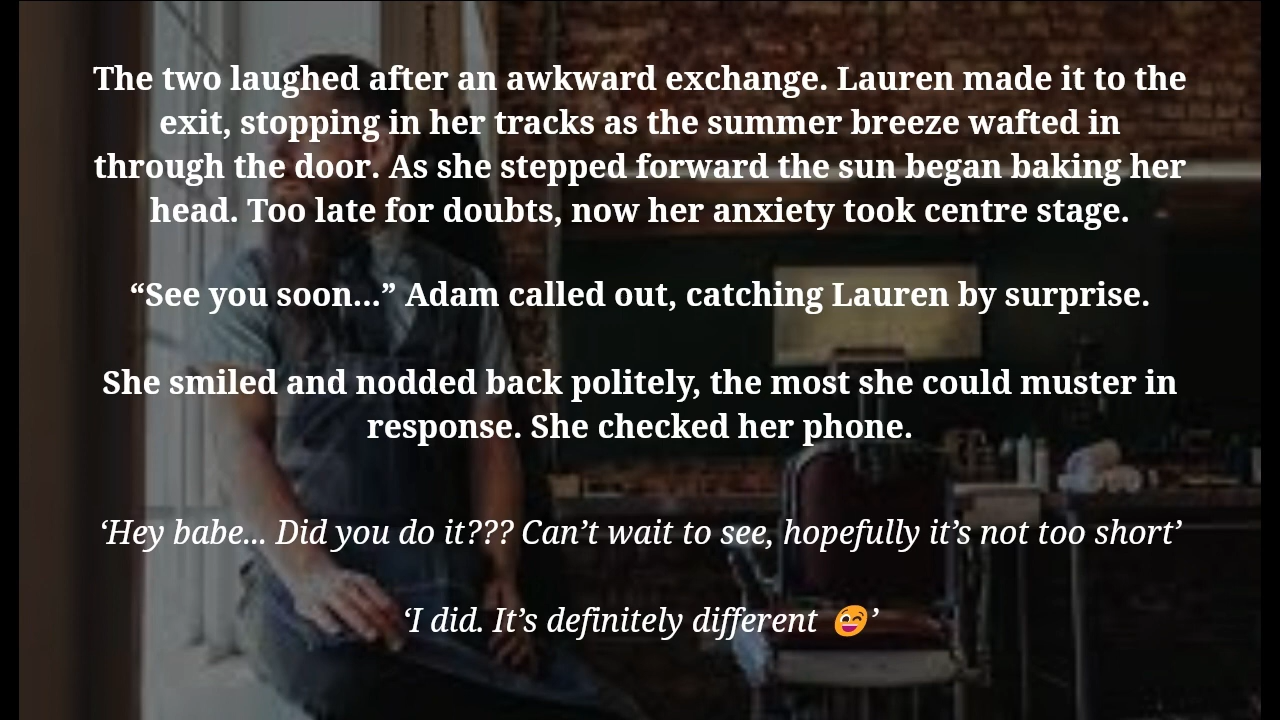 The two laughed after an awkward exchange. Lauren made it to the
exit, stopping in her tracks as the summer breeze wafted in
through the door. As she stepped forward the sun began baking her
head. Too late for doubts, now her anxiety took centre stage.
“See you soon...” Adam called out, catching Lauren by surprise.
She smiled and nodded back politely, the most she could muster in
response. She checked her phone.
‘Hey babe... Did you do it??? Can’t wait to see, hopefully it’s not too short’
‘I did. It’s definitely different 😅’